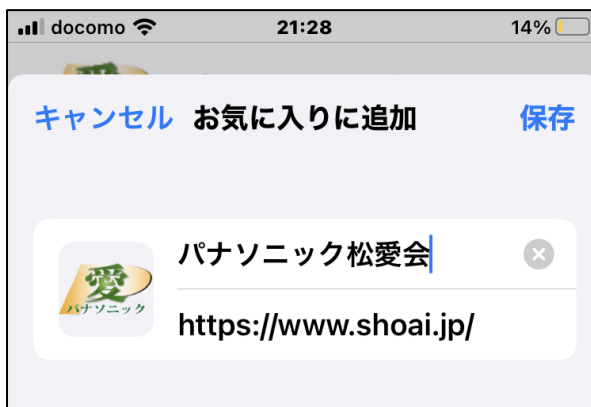 docomo 21:28 14%
キャンセル お気に入りに追加 保存
パナソニック松愛会
愛
パナソニック
https://www.shoai.jp/